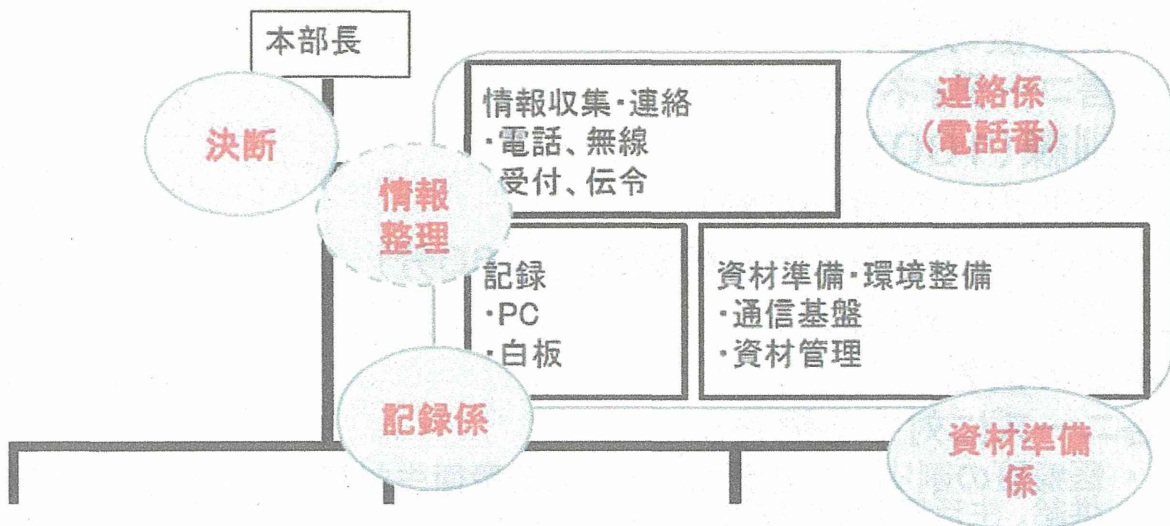 本部長
決断
情報収集・連絡
・電話、無線
・受付、伝令
連絡係
(電話番)
情報
整理
記録
・PC
・白板
資材準備・環境整備
・通信基盤
・資材管理
記録係
資材準備
係